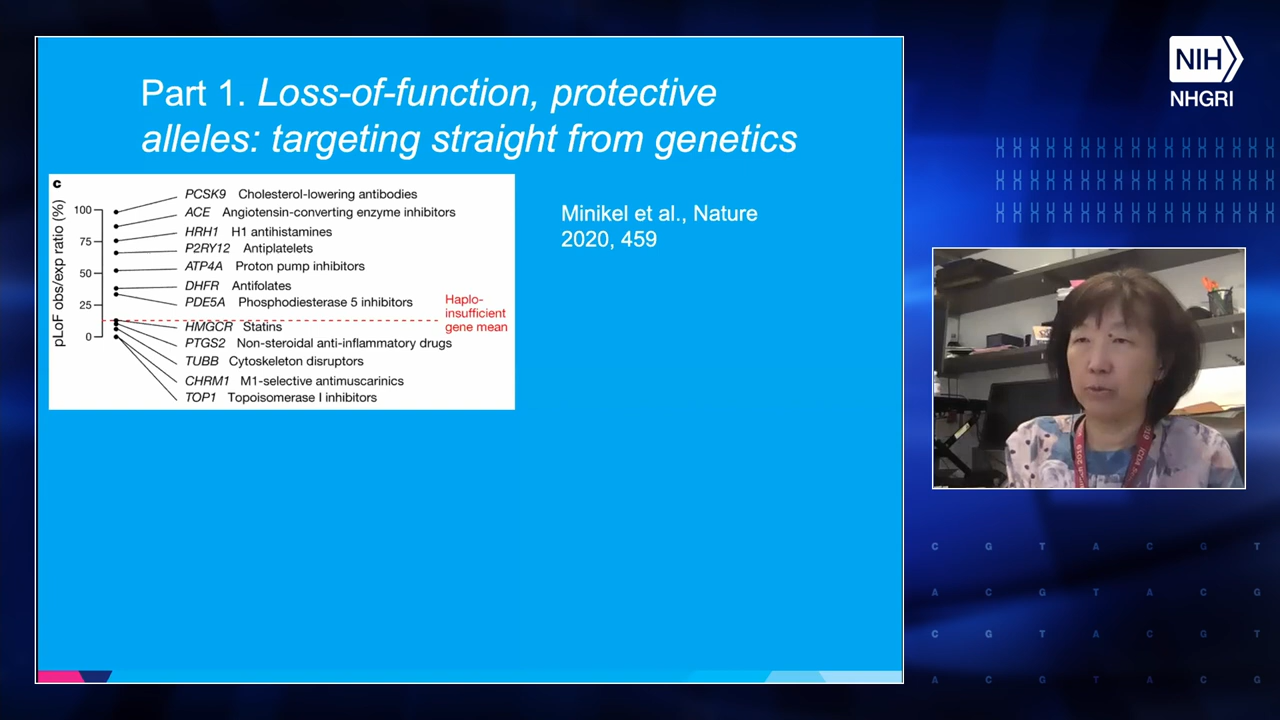 Part 1. Loss-of-function, protective
alleles: targeting straight from genetics
c
pLoF obs/exp ratio (%)
100
75
50
25
0
PCSK9 Cholesterol-lowering antibodies
ACE Angiotensin-converting enzyme inhibitors
HRH1 H1 antihistamines
P2RY12 Antiplatelets
ATP4A Proton pump inhibitors
DHFR Antifolates
PDE5A Phosphodiesterase 5 inhibitors
HMGCR Statins
PTGS2 Non-steroidal anti-inflammatory drugs
TUBB Cytoskeleton disruptors
CHRM1 M1-selective antimuscarinics
TOP1 Topoisomerase I inhibitors
Haplo-
insufficient
gene mean
Minikel et al., Nature
2020, 459
NIH
NHGRI
C G T A C G T
A C G T A C G
C G T A C G T
A C G T A C G